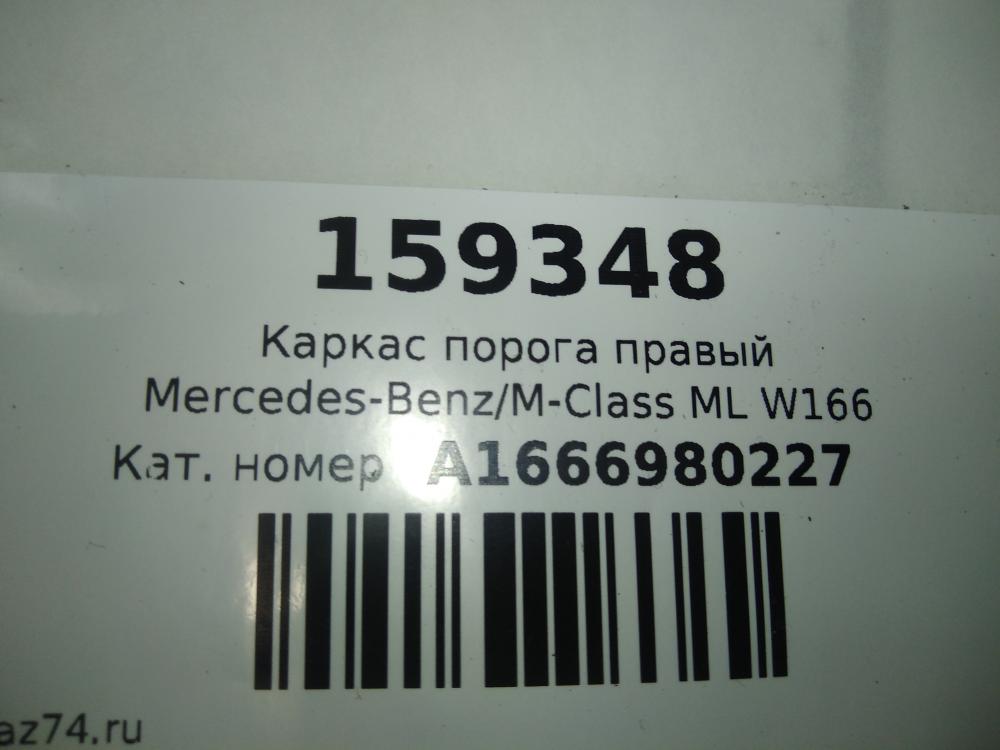 159348
Каркас порога правый
Mercedes-Benz/M-Class ML W166
Кат. номер A1666980227
az74.ru